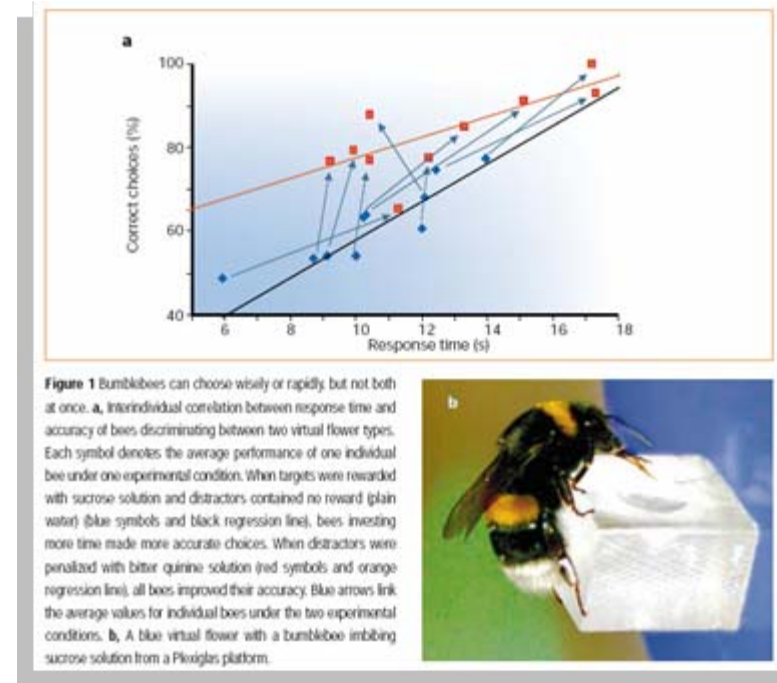 a
100
80
60
40
Correct choices (%)
6 8 10 12 14 16 18
Response time (s)
Figure 1 Bumblebees can choose wisely or rapidly, but not both
at once. a, Interindividual correlation between response time and
accuracy of bees discriminating between two virtual flower types.
Each symbol denotes the average performance of one individual
bee under one experimental condition. When targets were rewarded
with sucrose solution and distractors contained no reward (plain
water) (blue symbols and black regression line), bees investing
more time made more accurate choices. When distractors were
penalized with bitter quinine solution (red symbols and orange
regression line), all bees improved their accuracy. Blue arrows link
the average values for individual bees under the two experimental
conditions. b, A blue virtual flower with a bumblebee imbibing
sucrose solution from a Plexiglas platform.
b